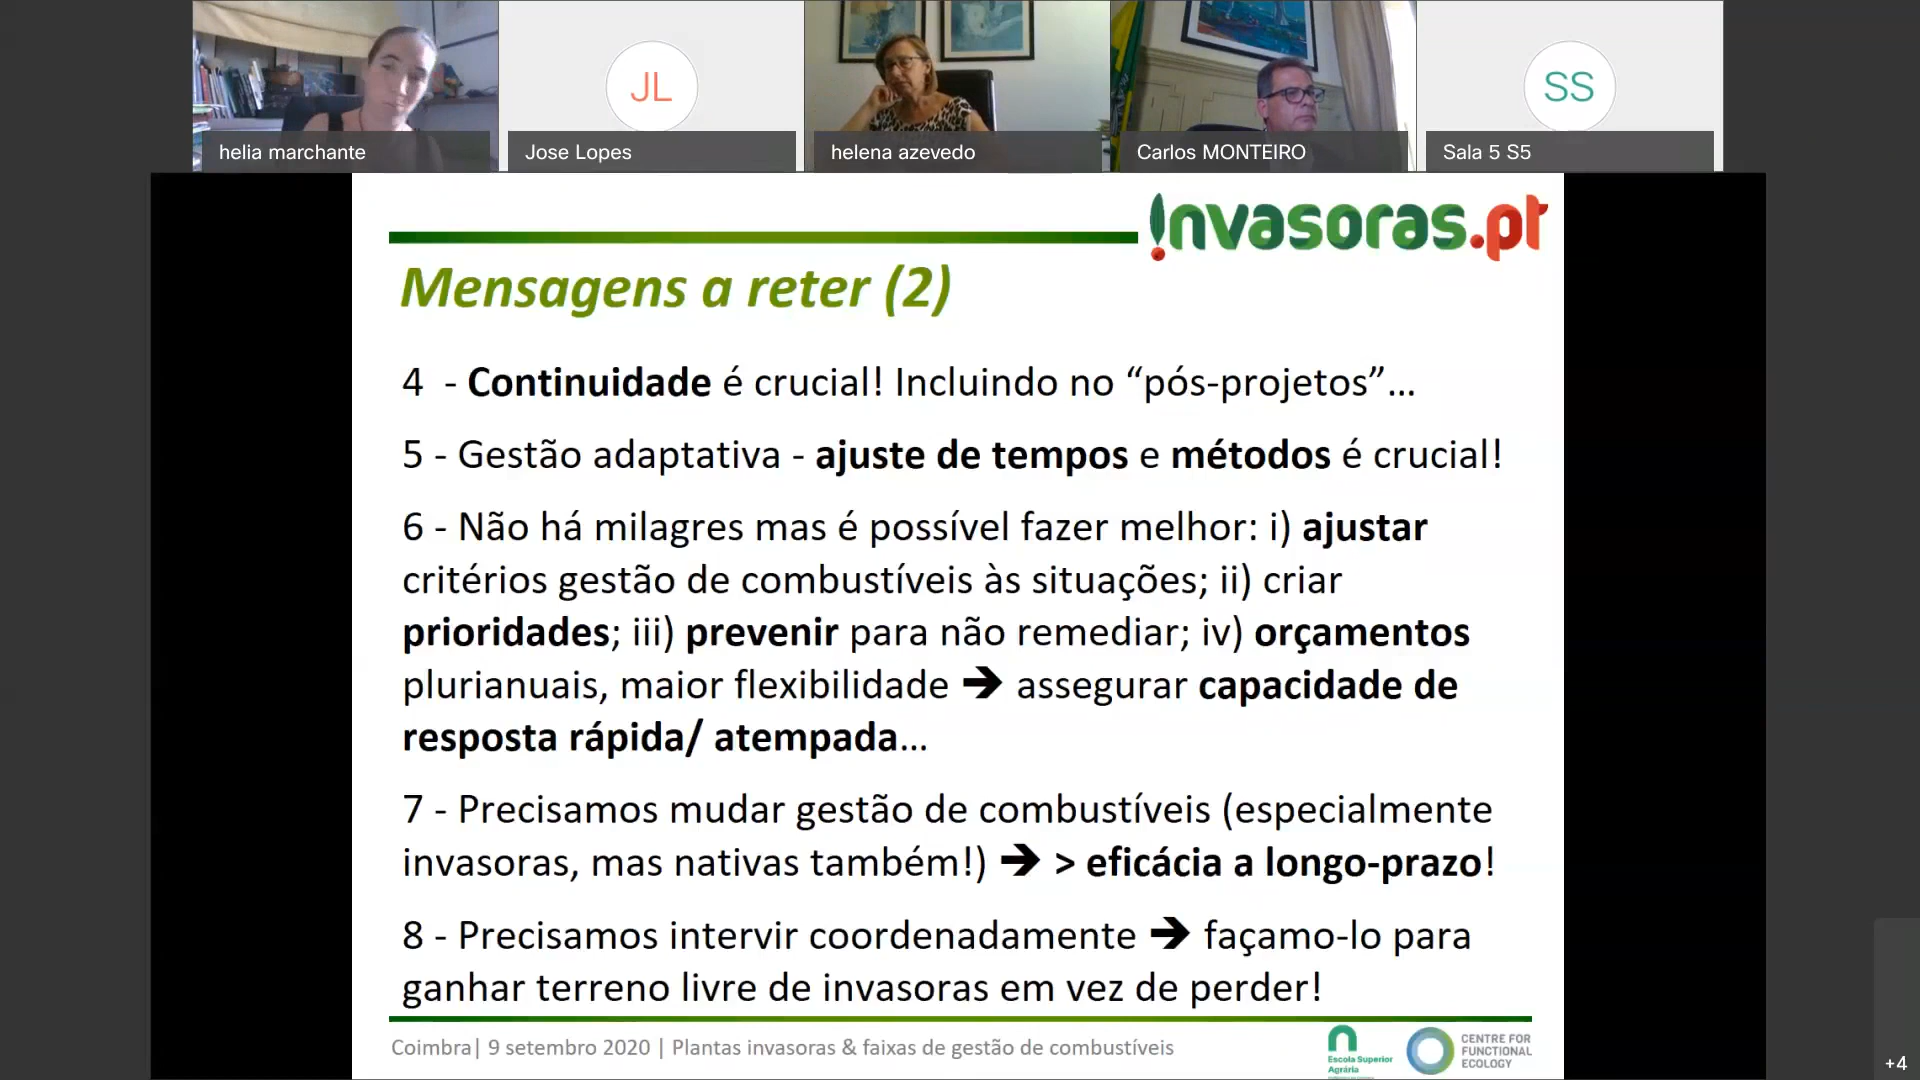 JL
SS
helia marchante
Jose Lopes
helena azevedo
Carlos MONTEIRO
Sala 5 S5
invasoras.pt
Mensagens a reter (2)
4 - Continuidade é crucial! Incluindo no “pós-projetos”...
5 - Gestão adaptativa - ajuste de tempos e métodos é crucial!
6 - Não há milagres mas é possível fazer melhor: i) ajustar
critérios gestão de combustíveis às situações; ii) criar
prioridades; iii) prevenir para não remediar; iv) orçamentos
plurianuais, maior flexibilidade ➔ assegurar capacidade de
resposta rápida/ atempada...
7 - Precisamos mudar gestão de combustíveis (especialmente
invasoras, mas nativas também!) ➔ > eficácia a longo-prazo!
8 - Precisamos intervir coordenadamente ➔ façamo-lo para
ganhar terreno livre de invasoras em vez de perder!
Coimbra| 9 setembro 2020 | Plantas invasoras & faixas de gestão de combustíveis
Escola Superior
Agrária
CENTRE FOR
FUNCTIONAL
ECOLOGY
+4